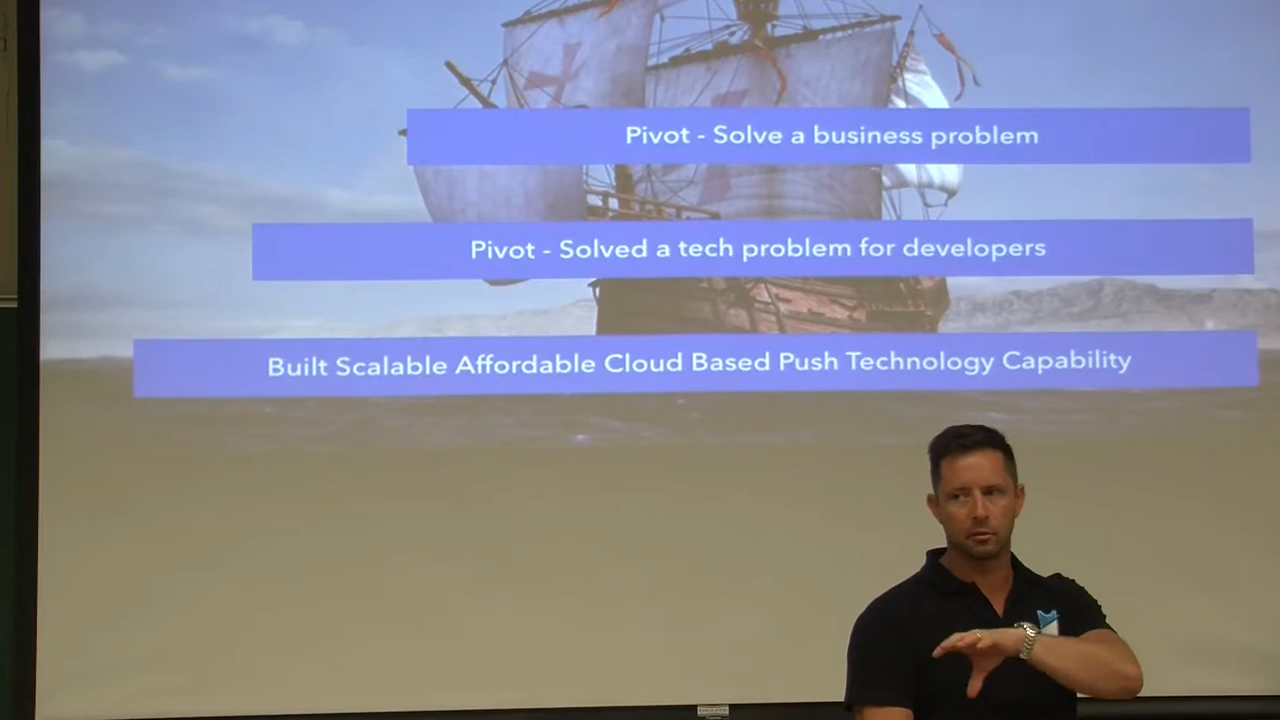 Pivot - Solve a business problem
Pivot - Solved a tech problem for developers
Built Scalable Affordable Cloud Based Push Technology Capability